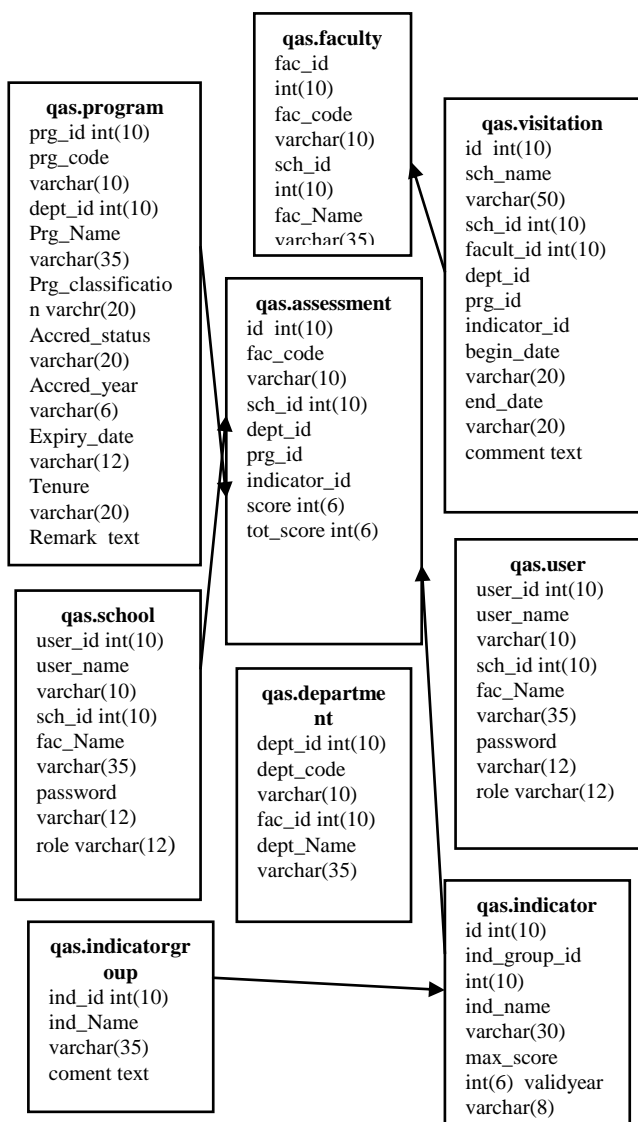 qas.faculty
fac_id
int(10)
fac_code
varchar(10)
sch_id
int(10)
fac_Name
varchar(35)
qas.program
prg_id int(10)
prg_code
varchar(10)
dept_id int(10)
Prg_Name
varchar(35)
Prg_classificatio
n varchr(20)
Accred_status
varchar(20)
Accred_year
varchar(6)
Expiry_date
varchar(12)
Tenure
varchar(20)
Remark text
qas.visitation
id int(10)
sch_name
varchar(50)
sch_id int(10)
facult_id int(10)
dept_id
prg_id
indicator_id
begin_date
varchar(20)
end_date
varchar(20)
comment text
qas.assessment
id int(10)
fac_code
varchar(10)
sch_id int(10)
dept_id
prg_id
indicator_id
score int(6)
tot_score int(6)
qas.school
user_id int(10)
user_name
varchar(10)
sch_id int(10)
fac_Name
varchar(35)
password
varchar(12)
role varchar(12)
qas.departme
nt
dept_id int(10)
dept_code
varchar(10)
fac_id int(10)
dept_Name
varchar(35)
qas.user
user_id int(10)
user_name
varchar(10)
sch_id int(10)
fac_Name
varchar(35)
password
varchar(12)
role varchar(12)
qas.indicatorgr
oup
ind_id int(10)
ind_Name
varchar(35)
coment text
qas.indicator
id int(10)
ind_group_id
int(10)
ind_name
varchar(30)
max_score
int(6) validyear
varchar(8)